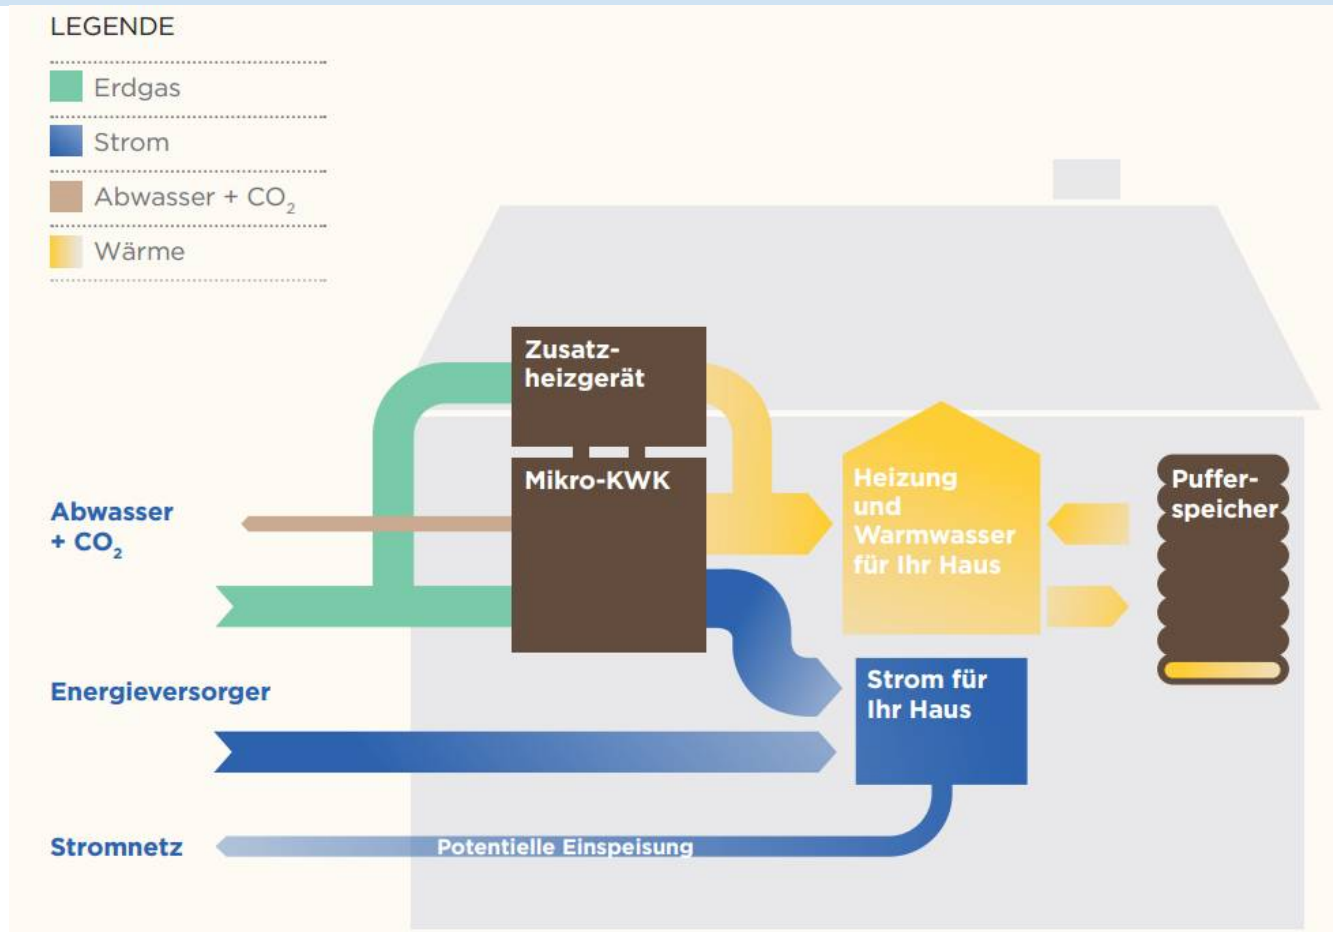 LEGENDE
Erdgas
Strom
Abwasser + CO₂
Wärme
Zusatz-
heizgerät
Mikro-KWK
Abwasser
+ CO₂
Heizung
und
Warmwasser
für Ihr Haus
Puffer-
speicher
Energieversorger
Strom für
Ihr Haus
Stromnetz
Potentielle Einspeisung